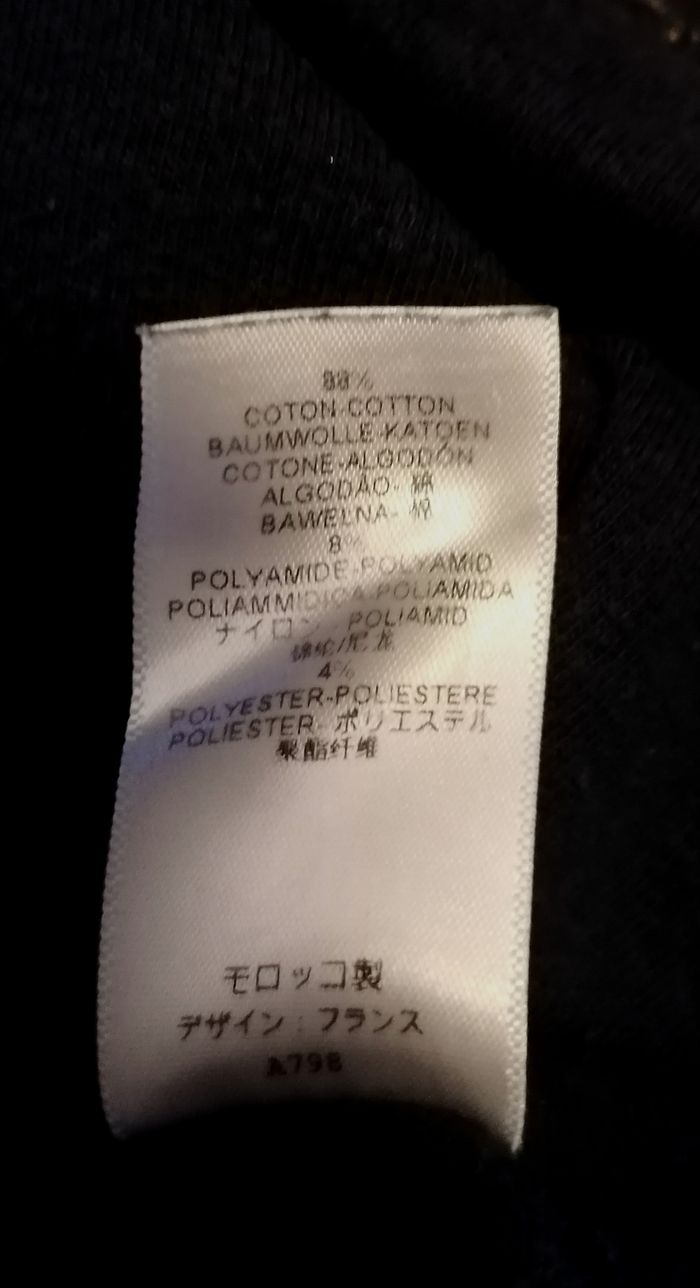 88%
COTON-COTTON
BAUMWOLLE-KATOEN
COTONE-ALGODÓN
ALGODÃO- 綿
BAWEŁNA- 棉
8%
POLYAMIDE-POLYAMID
POLIAMMIDICA-POLIAMIDA
ナイロン - POLIAMID
锦纶/尼龙
4%
POLYESTER-POLIESTERE
POLIESTER- ポリエステル
聚酯纤维
モロッコ製
デザイン : フランス
A798